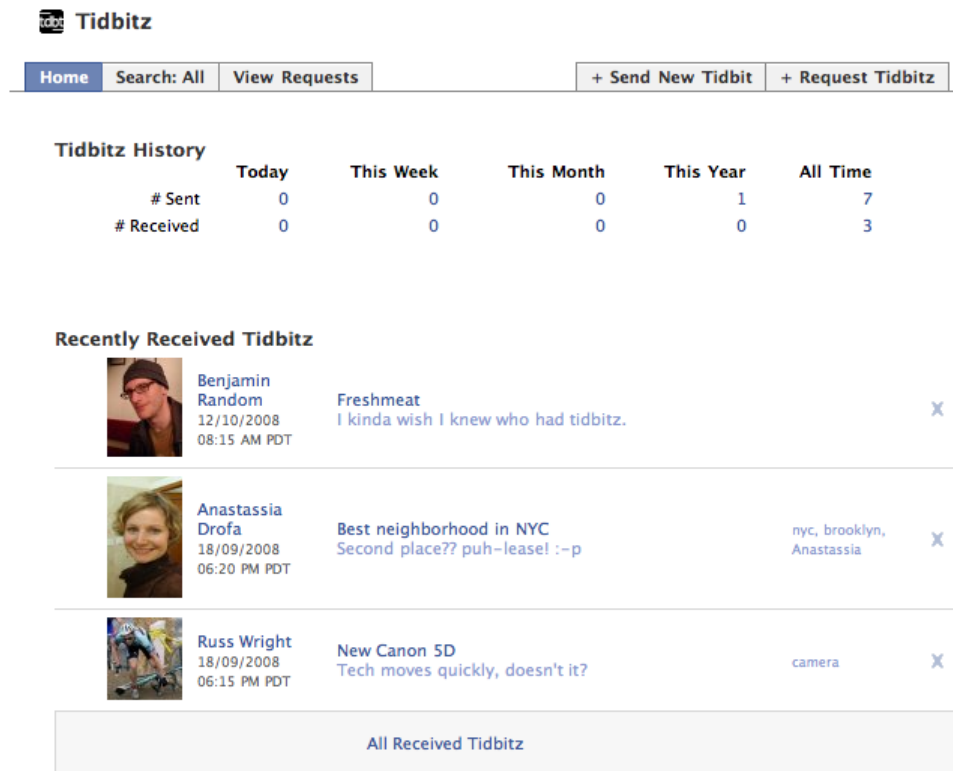 tdbt Tidbitz
Home Search: All View Requests + Send New Tidbit + Request Tidbitz
Tidbitz History
Today This Week This Month This Year All Time
# Sent 0 0 0 1 7
# Received 0 0 0 0 3
Recently Received Tidbitz
Benjamin
Random
12/10/2008
08:15 AM PDT
Freshmeat
I kinda wish I knew who had tidbitz.
X
Anastassia
Drofa
18/09/2008
06:20 PM PDT
Best neighborhood in NYC
Second place?? puh-lease! :-p
nyc, brooklyn,
Anastassia
X
Russ Wright
18/09/2008
06:15 PM PDT
New Canon 5D
Tech moves quickly, doesn't it?
camera
X
All Received Tidbitz